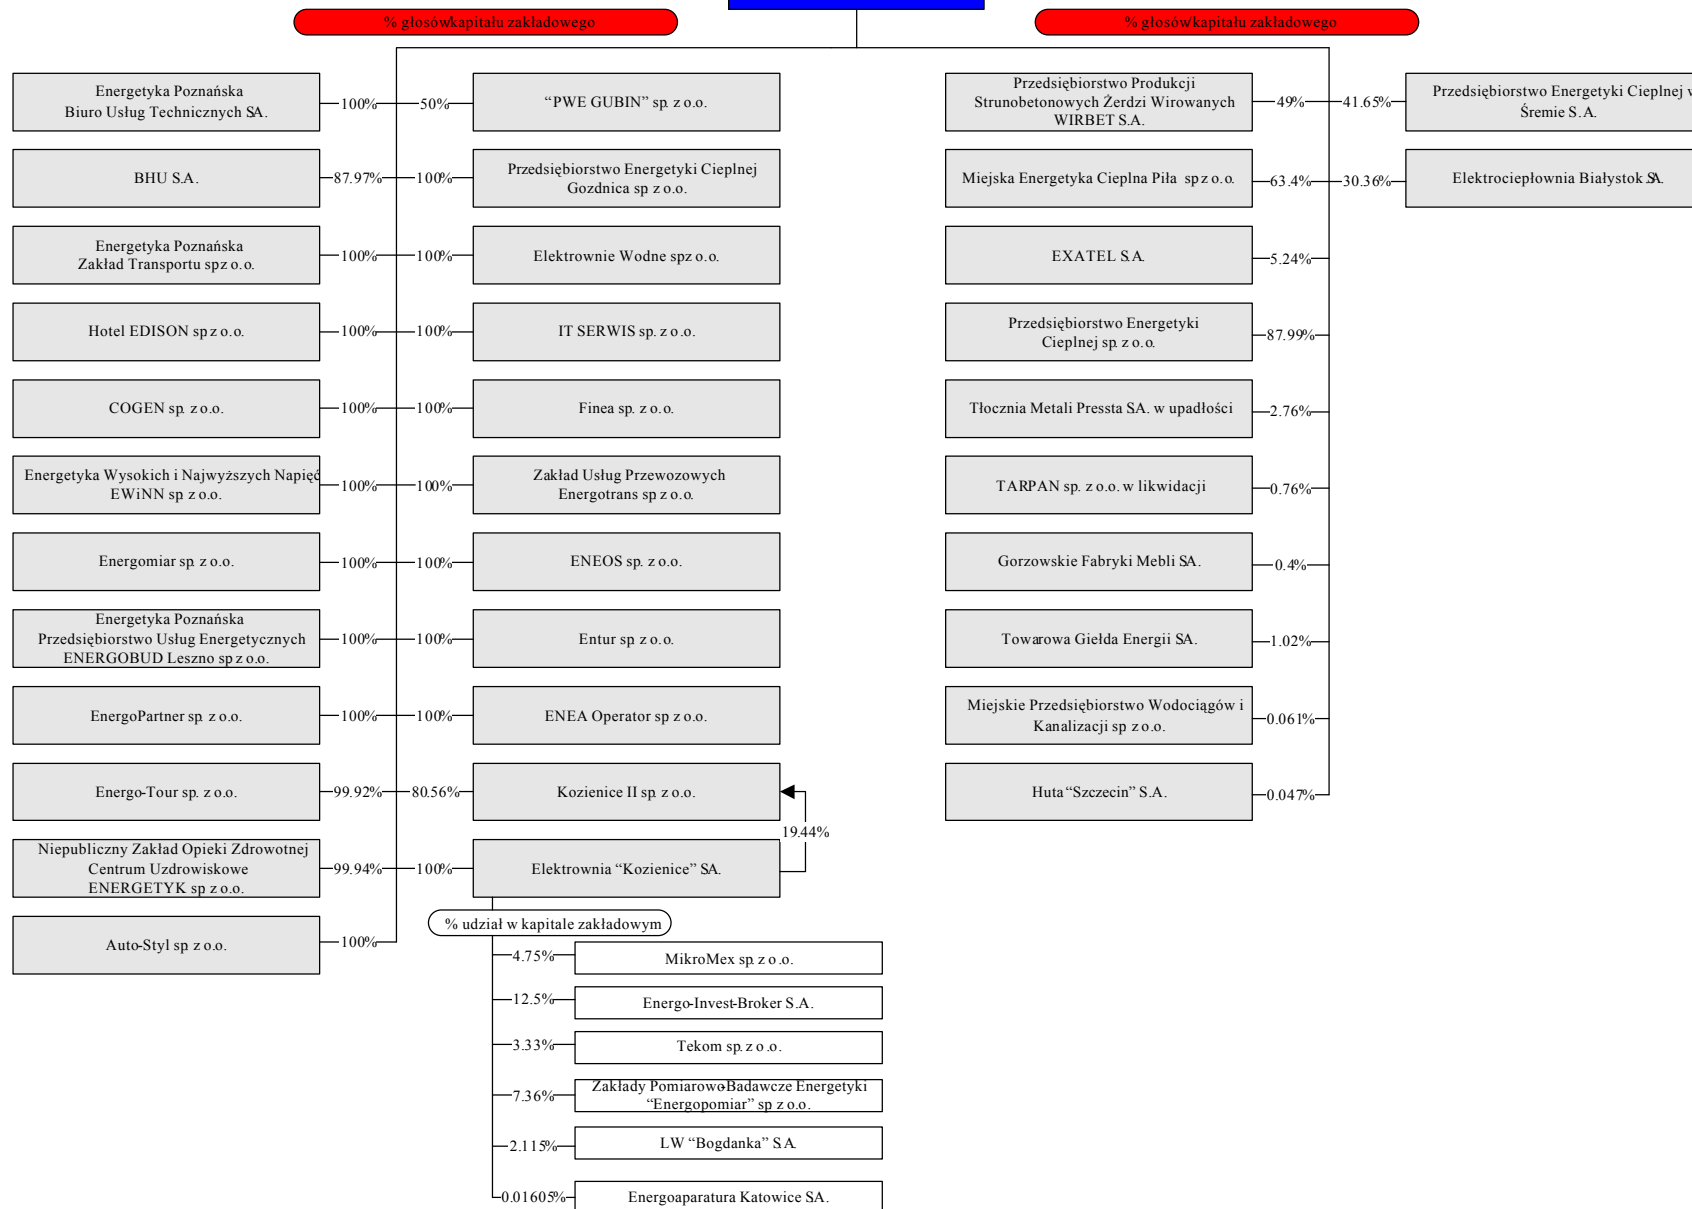 % głosów/kapitału zakładowego
% głosów/kapitału zakładowego
Energetyka Poznańska
Biuro Usług Technicznych SA.
100%
50%
“PWE GUBIN” sp. z o.o.
BHU S.A.
87.97%
100%
Przedsiębiorstwo Energetyki Cieplnej
Gozdnica sp z o.o.
Energetyka Poznańska
Zakład Transportu sp z o.o.
100%
100%
Elektrownie Wodne sp z o.o.
Hotel EDISON sp z o.o.
100%
100%
IT SERWIS sp. z o.o.
COGEN sp. z o.o.
100%
100%
Finea sp. z o.o.
Energetyka Wysokich i Najwyższych Napięć
EWiNN sp z o.o.
100%
100%
Zakład Usług Przewozowych
Energotrans sp z o.o.
Energomiar sp. z o.o.
100%
100%
ENEOS sp. z o.o.
Energetyka Poznańska
Przedsiębiorstwo Usług Energetycznych
ENERGOBUD Leszno sp z o.o.
100%
100%
Entur sp z o.o.
EnergoPartner sp. z o.o.
100%
100%
ENEA Operator sp z o.o.
Energo-Tour sp. z o.o.
99.92%
80.56%
Kozienice II sp. z o.o.
19.44%
Niepubliczny Zakład Opieki Zdrowotnej
Centrum Uzdrowiskowe
ENERGETYK sp z o.o.
99.94%
100%
Elektrownia “Kozienice” SA.
Auto-Styl sp z o.o.
100%
% udział w kapitale zakładowym
4.75%
MikroMex sp. z o.o.
12.5%
Energo-Invest-Broker S.A.
3.33%
Tekom sp. z o.o.
7.36%
Zakłady Pomiarowo-Badawcze Energetyki
“Energopomiar” sp z o.o.
2.115%
LW “Bogdanka” S.A.
0.01605%
Energoaparatura Katowice SA.
Przedsiębiorstwo Produkcji
Strunobetonowych Żerdzi Wirowanych
WIRBET S.A.
49%
41.65%
Przedsiębiorstwo Energetyki Cieplnej w
Śremie S.A.
Miejska Energetyka Cieplna Piła sp z o.o.
63.4%
30.36%
Elektrociepłownia Białystok SA.
EXATEL S.A.
5.24%
Przedsiębiorstwo Energetyki
Cieplnej sp. z o.o.
87.99%
Tłocznia Metali Pressta SA. w upadłości
2.76%
TARPAN sp. z o.o. w likwidacji
0.76%
Gorzowskie Fabryki Mebli SA.
0.4%
Towarowa Giełda Energii SA.
1.02%
Miejskie Przedsiębiorstwo Wodociągów i
Kanalizacji sp z o.o.
0.061%
Huta “Szczecin” S.A.
0.047%